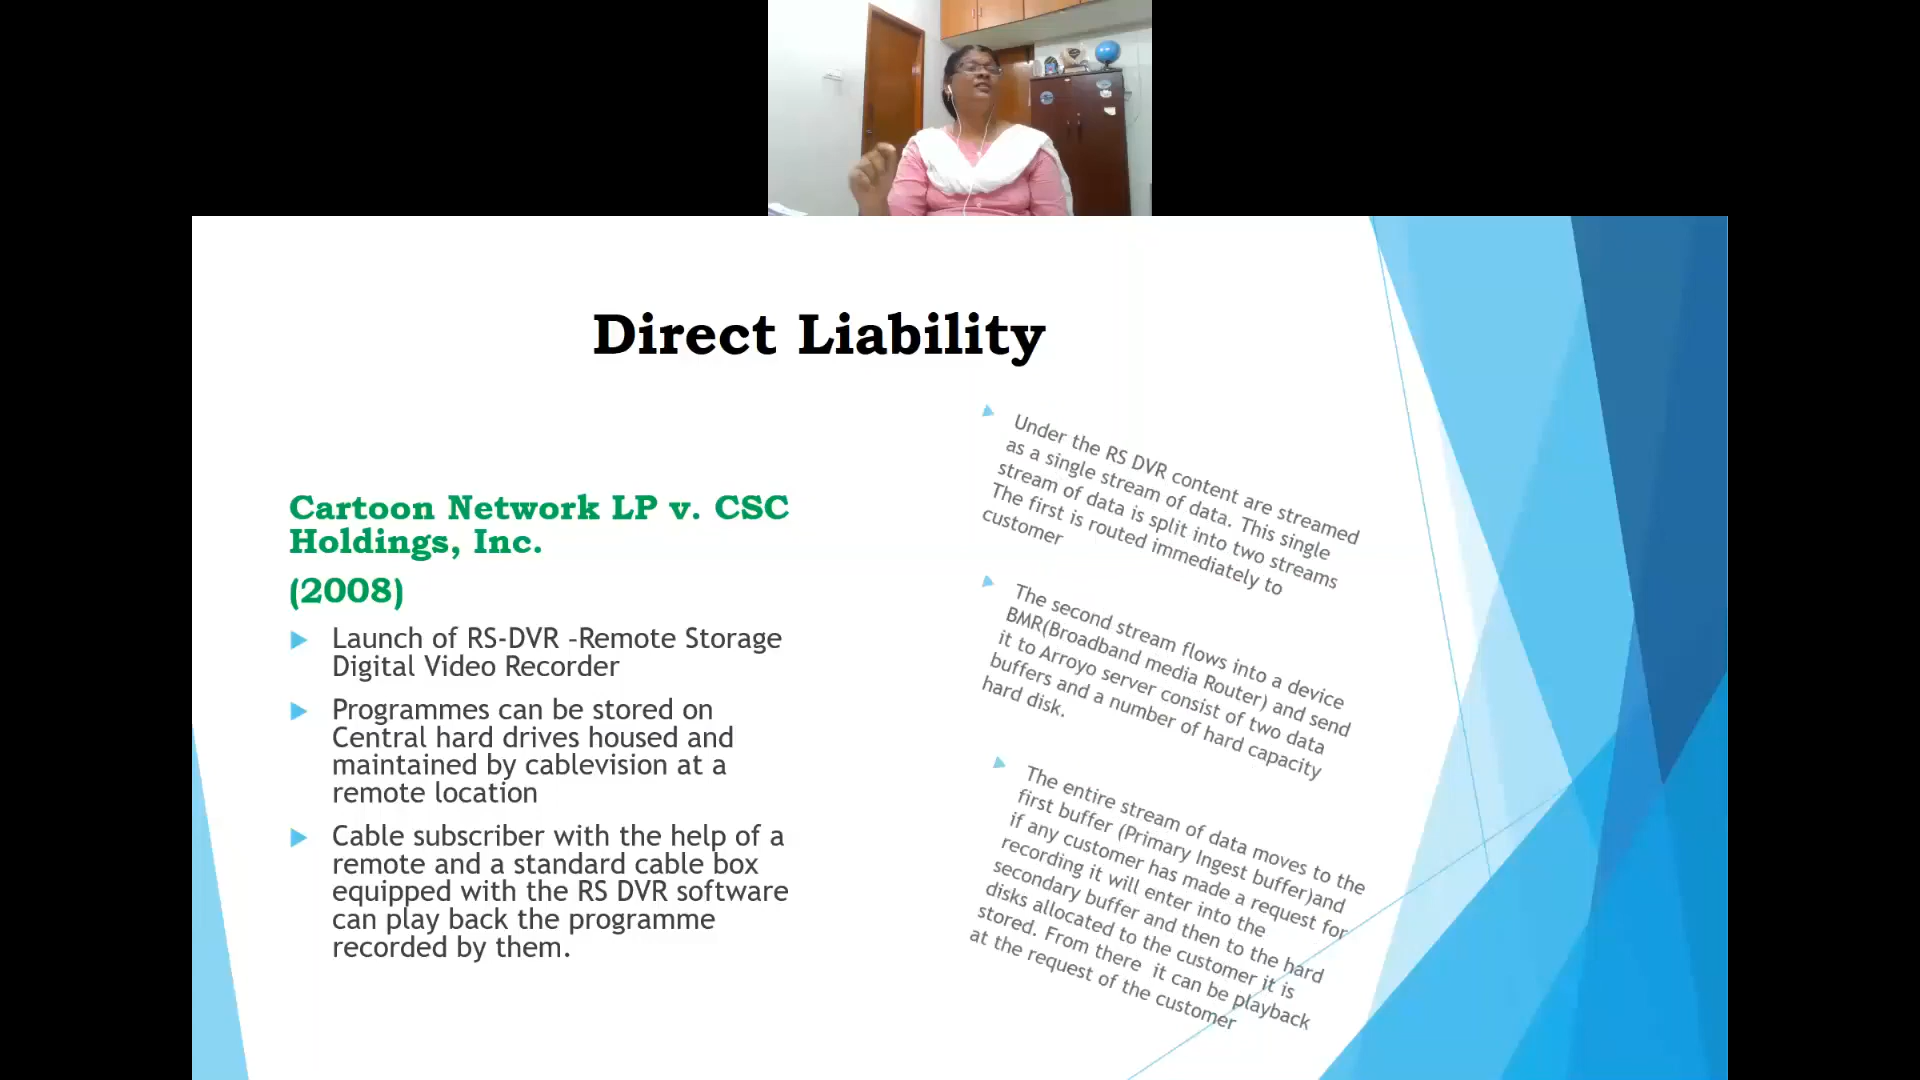 Direct Liability
Cartoon Network LP v. CSC
Holdings, Inc.
(2008)
Launch of RS-DVR –Remote Storage
Digital Video Recorder
Programmes can be stored on
Central hard drives housed and
maintained by cablevision at a
remote location
Cable subscriber with the help of a
remote and a standard cable box
equipped with the RS DVR software
can play back the programme
recorded by them.
Under the RS DVR content are streamed
as a single stream of data. This single
stream of data is split into two streams
The first is routed immediately to
customer
The second stream flows into a device
BMR(Broadband media Router) and send
it to Arroyo server consist of two data
buffers and a number of hard capacity
hard disk.
The entire stream of data moves to the
first buffer (Primary Ingest buffer)and
if any customer has made a request for
recording it will enter into the
secondary buffer and then to the hard
disks allocated to the customer it is
stored. From there it can be playback
at the request of the customer